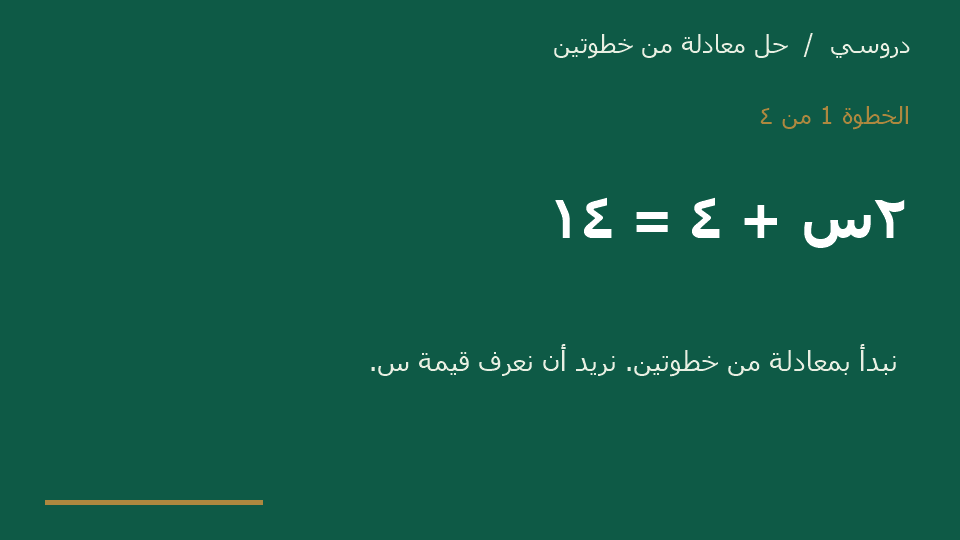 دروسي / حل معادلة من خطوتين
الخطوة 1 من ٤
٢س + ٤ = ١٤
نبدأ بمعادلة من خطوتين. نريد أن نعرف قيمة س.